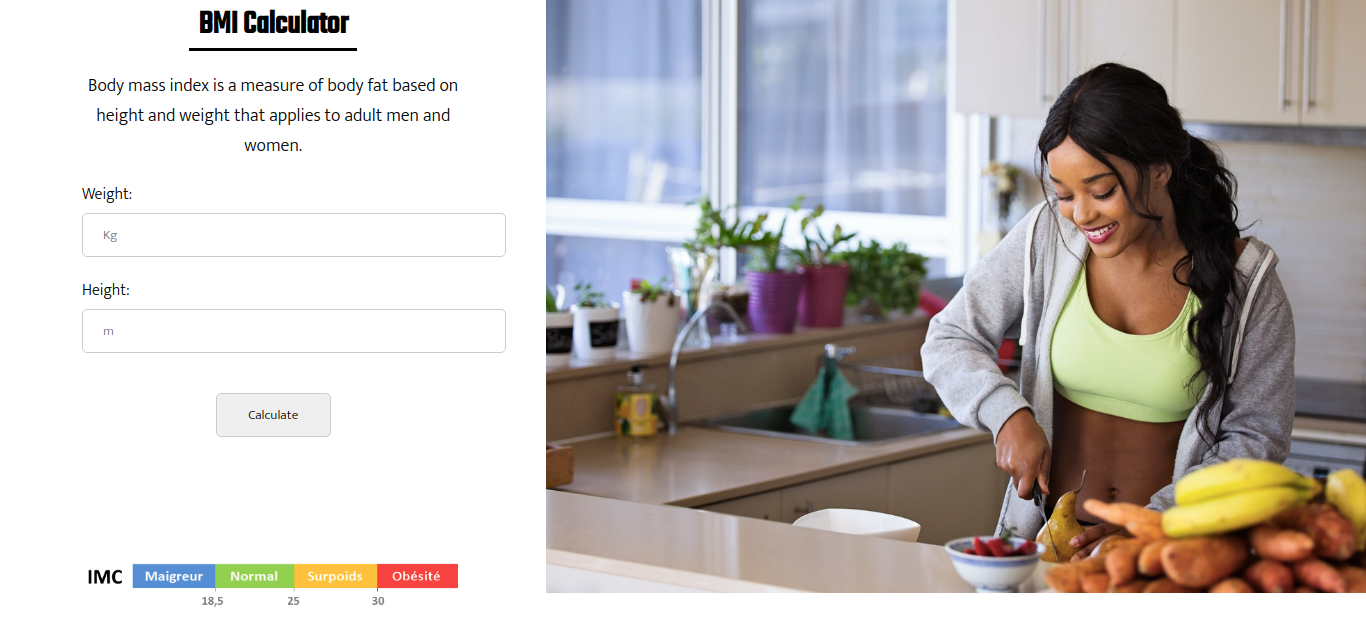 BMI Calculator
Body mass index is a measure of body fat based on
height and weight that applies to adult men and
women.
Weight:
Kg
Height:
m
Calculate
IMC Maigreur Normal Surpoids Obésité
18,5 25 30